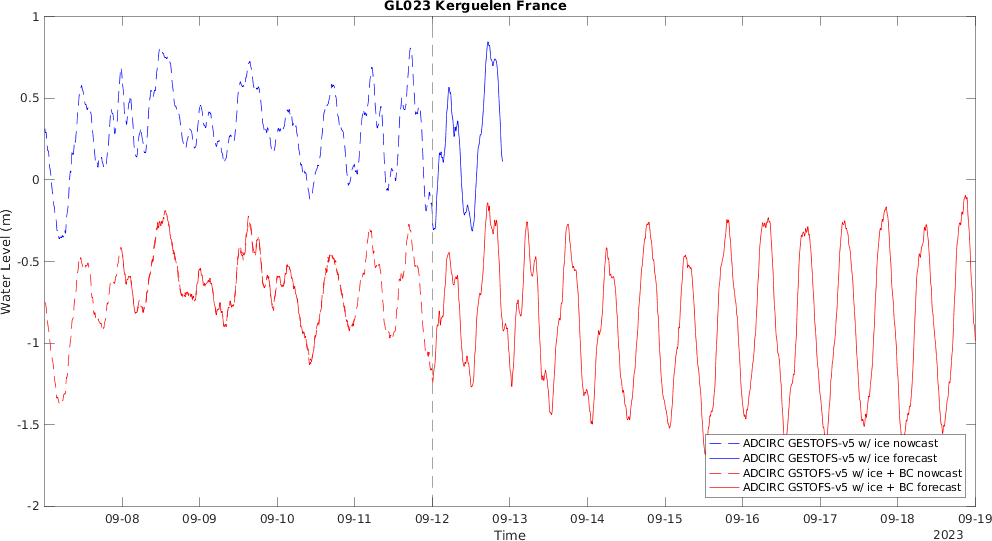 GL023 Kerguelen France
1
0.5
0
-0.5
-1
-1.5
-2
Water Level (m)
ADCIRC GESTOFS-v5 w/ ice nowcast
ADCIRC GESTOFS-v5 w/ ice forecast
ADCIRC GSTOFS-v5 w/ ice + BC nowcast
ADCIRC GSTOFS-v5 w/ ice + BC forecast
09-08 09-09 09-10 09-11 09-12 09-13 09-14 09-15 09-16 09-17 09-18 09-19
Time
2023